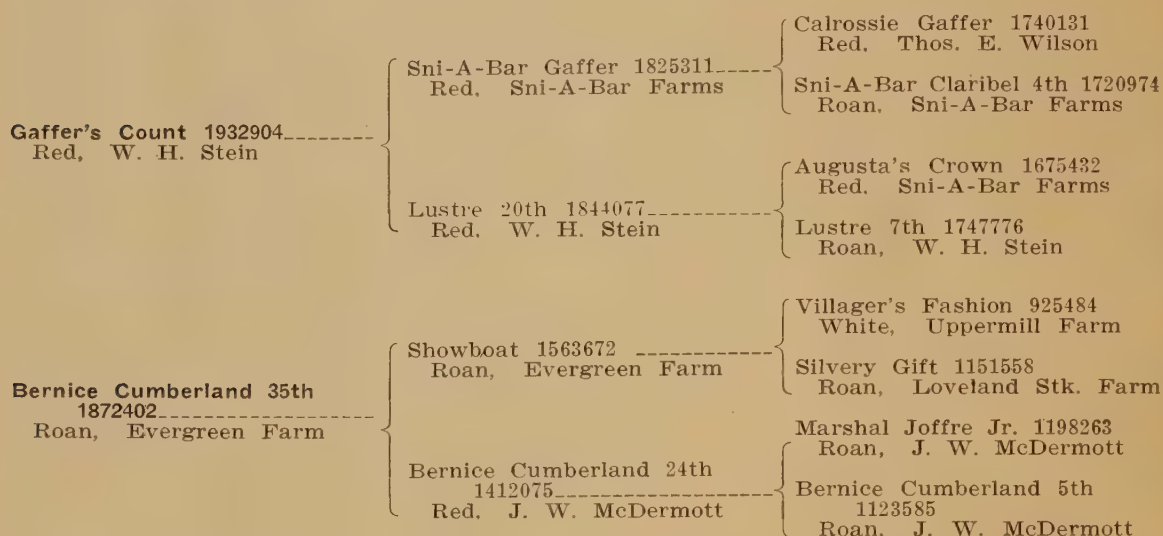 Gaffer's Count 1932904
Red, W. H. Stein
Sni-A-Bar Gaffer 1825311
Red, Sni-A-Bar Farms
Calrossie Gaffer 1740131
Red, Thos. E. Wilson
Sni-A-Bar Claribel 4th 1720974
Roan, Sni-A-Bar Farms
Lustre 20th 1844077
Red, W. H. Stein
Augusta's Crown 1675432
Red, Sni-A-Bar Farms
Lustre 7th 1747776
Roan, W. H. Stein
Bernice Cumberland 35th
1872402
Roan, Evergreen Farm
Showboat 1563672
Roan, Evergreen Farm
Villager's Fashion 925484
White, Uppermill Farm
Silvery Gift 1151558
Roan, Loveland Stk. Farm
Bernice Cumberland 24th
1412075
Red, J. W. McDermott
Marshal Joffre Jr. 1198263
Roan, J. W. McDermott
Bernice Cumberland 5th
1123585
Roan, J. W. McDermott